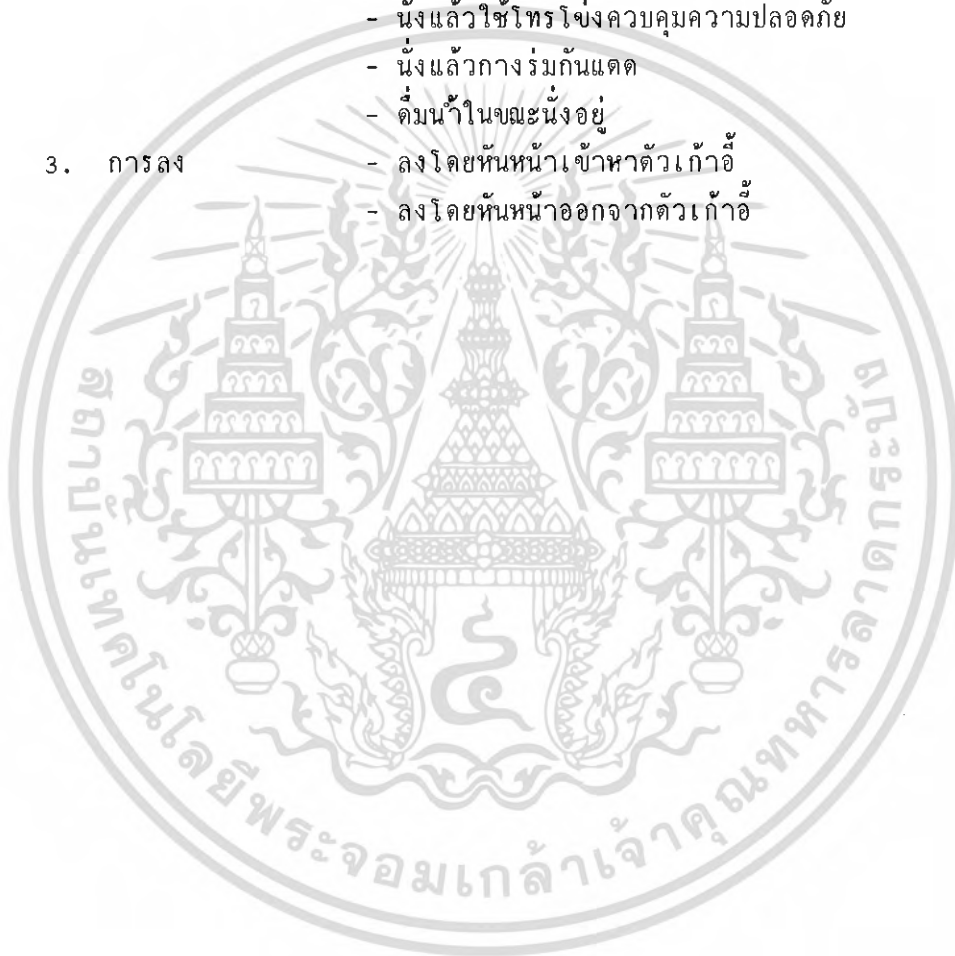 - นั่งแล้วใช้โทรโข่งควบคุมความปลอดภัย
- นั่งแล้วกางร่มกันแดด
- ดื่มน้ำในขณะนั่งอยู่
3. การลง - ลงโดยหันหน้าเข้าหาตัวเก้าอี้
- ลงโดยหันหน้าออกจากตัวเก้าอี้
สถาบันเทคโนโลยีพระจอมเกล้าเจ้าคุณทหารลาดกระบัง